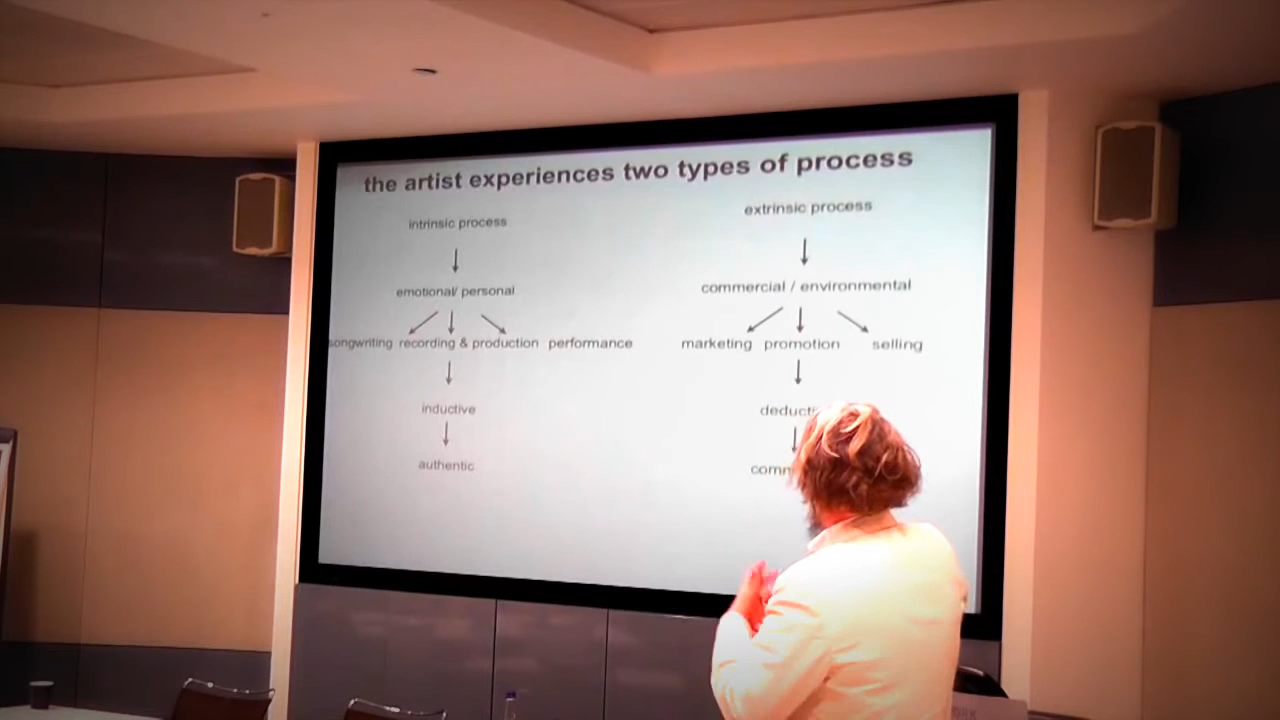 the artist experiences two types of process
intrinsic process
extrinsic process
emotional/ personal
commercial / environmental
songwriting recording & production performance
marketing promotion selling
inductive
authentic